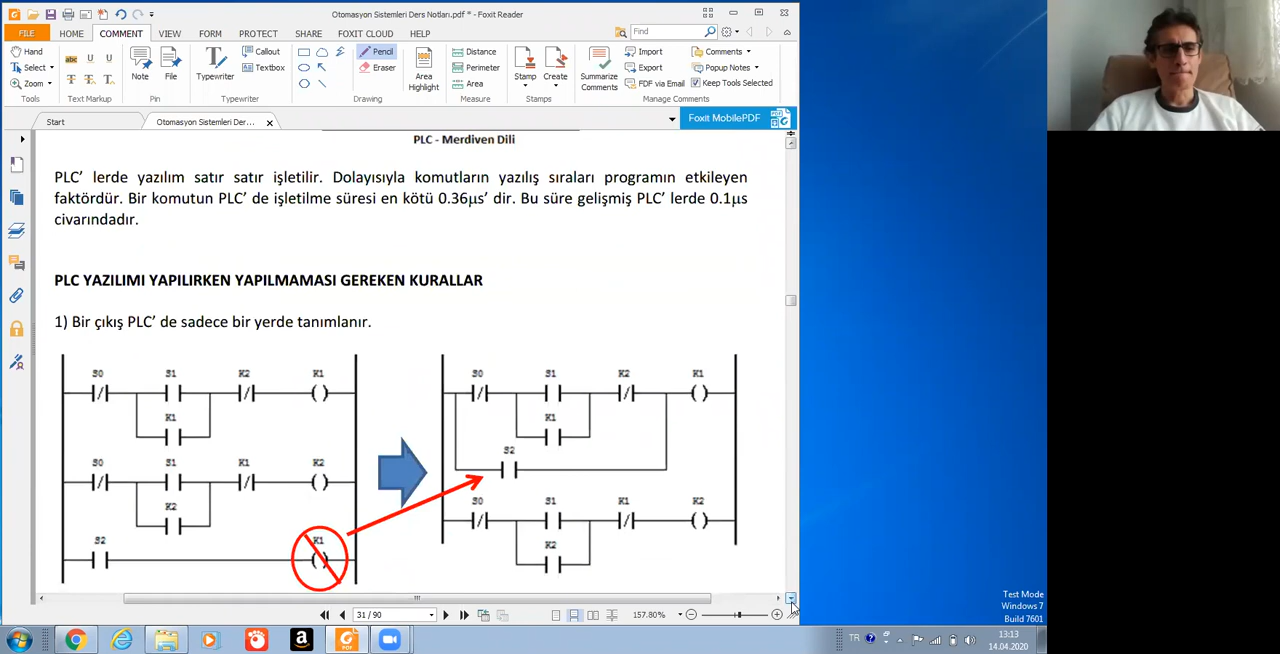 Otomasyon Sistemleri Ders Notları.pdf * - Foxit Reader
FILE HOME COMMENT VIEW FORM PROTECT SHARE FOXIT CLOUD HELP Find
Hand Callout Pencil Distance Import Comments
Select Textbox Eraser Perimeter Export Popup Notes
Zoom Note File Typewriter Area Highlight Area Stamp Create Summarize Comments FDF via Email Keep Tools Selected
Tools Text Markup Pin Typewriter Drawing Measure Stamps Manage Comments
Start Otomasyon Sistemleri Der... Foxit MobilePDF
PLC - Merdiven Dili
PLC’ lerde yazılım satır satır işletilir. Dolayısıyla komutların yazılış sıraları programın etkileyen
faktördür. Bir komutun PLC’ de işletilme süresi en kötü 0.36µs’ dir. Bu süre gelişmiş PLC’ lerde 0.1µs
civarındadır.
PLC YAZILIMI YAPILIRKEN YAPILMAMASI GEREKEN KURALLAR
1) Bir çıkış PLC’ de sadece bir yerde tanımlanır.
S0 S1 K2 K1
K1
S0 S1 K1 K2
K2
S2 K1
S0 S1 K2 K1
K1
S2
S0 S1 K1 K2
K2
31 / 90 157.80%
Test Mode
Windows 7
Build 7601
TR 13:13
14.04.2020